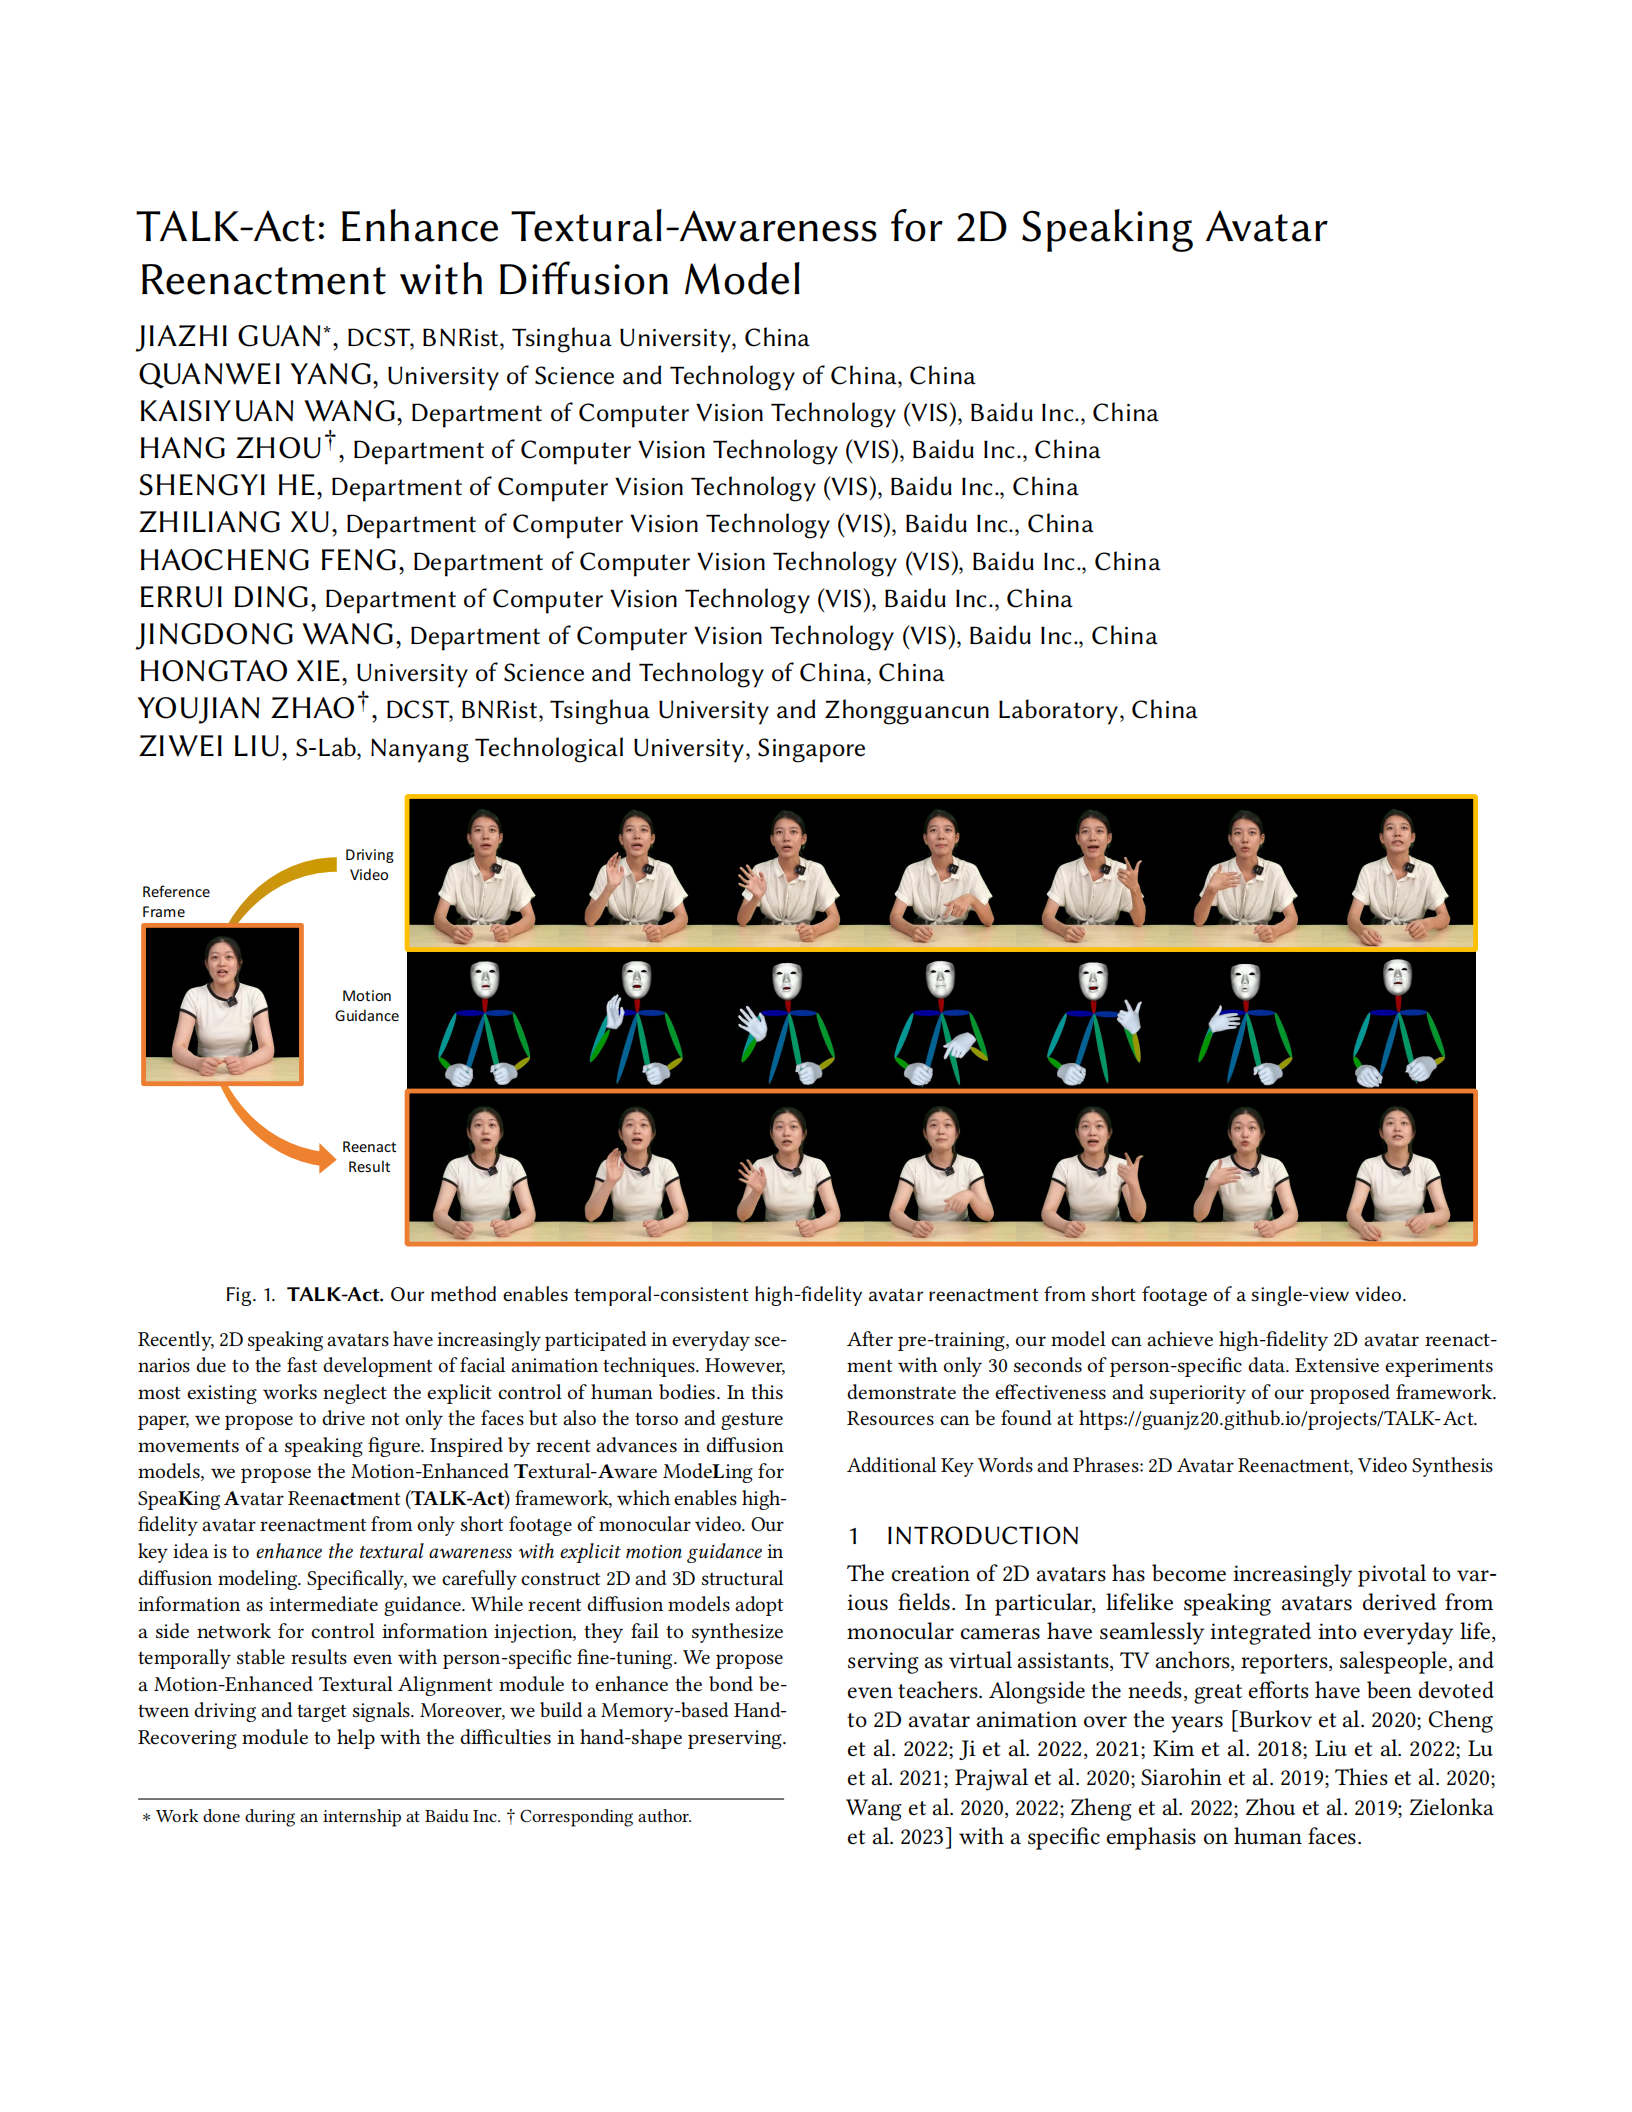 TALK-Act: Enhance Textural-Awareness for 2D Speaking Avatar
Reenactment with Diffusion Model
JIAZHI GUAN*, DCST, BNRist, Tsinghua University, China
QUANWEI YANG, University of Science and Technology of China, China
KAISIYUAN WANG, Department of Computer Vision Technology (VIS), Baidu Inc., China
HANG ZHOU†, Department of Computer Vision Technology (VIS), Baidu Inc., China
SHENGYI HE, Department of Computer Vision Technology (VIS), Baidu Inc., China
ZHILIANG XU, Department of Computer Vision Technology (VIS), Baidu Inc., China
HAOCHENG FENG, Department of Computer Vision Technology (VIS), Baidu Inc., China
ERRUI DING, Department of Computer Vision Technology (VIS), Baidu Inc., China
JINGDONG WANG, Department of Computer Vision Technology (VIS), Baidu Inc., China
HONGTAO XIE, University of Science and Technology of China, China
YOUJIAN ZHAO†, DCST, BNRist, Tsinghua University and Zhongguancun Laboratory, China
ZIWEI LIU, S-Lab, Nanyang Technological University, Singapore
Driving
Video
Reference
Frame
Motion
Guidance
Reenact
Result
Fig. 1. TALK-Act. Our method enables temporal-consistent high-fidelity avatar reenactment from short footage of a single-view video.
Recently, 2D speaking avatars have increasingly participated in everyday sce-
narios due to the fast development of facial animation techniques. However,
most existing works neglect the explicit control of human bodies. In this
paper, we propose to drive not only the faces but also the torso and gesture
movements of a speaking figure. Inspired by recent advances in diffusion
models, we propose the Motion-Enhanced Textural-Aware ModeLing for
SpeaKing Avatar Reenactment (TALK-Act) framework, which enables high-
fidelity avatar reenactment from only short footage of monocular video. Our
key idea is to enhance the textural awareness with explicit motion guidance in
diffusion modeling. Specifically, we carefully construct 2D and 3D structural
information as intermediate guidance. While recent diffusion models adopt
a side network for control information injection, they fail to synthesize
temporally stable results even with person-specific fine-tuning. We propose
a Motion-Enhanced Textural Alignment module to enhance the bond be-
tween driving and target signals. Moreover, we build a Memory-based Hand-
Recovering module to help with the difficulties in hand-shape preserving.
∗ Work done during an internship at Baidu Inc. † Corresponding author.
After pre-training, our model can achieve high-fidelity 2D avatar reenact-
ment with only 30 seconds of person-specific data. Extensive experiments
demonstrate the effectiveness and superiority of our proposed framework.
Resources can be found at https://guanjz20.github.io/projects/TALK-Act.
Additional Key Words and Phrases: 2D Avatar Reenactment, Video Synthesis
1 INTRODUCTION
The creation of 2D avatars has become increasingly pivotal to var-
ious fields. In particular, lifelike speaking avatars derived from
monocular cameras have seamlessly integrated into everyday life,
serving as virtual assistants, TV anchors, reporters, salespeople, and
even teachers. Alongside the needs, great efforts have been devoted
to 2D avatar animation over the years [Burkov et al. 2020; Cheng
et al. 2022; Ji et al. 2022, 2021; Kim et al. 2018; Liu et al. 2022; Lu
et al. 2021; Prajwal et al. 2020; Siarohin et al. 2019; Thies et al. 2020;
Wang et al. 2020, 2022; Zheng et al. 2022; Zhou et al. 2019; Zielonka
et al. 2023] with a specific emphasis on human faces.